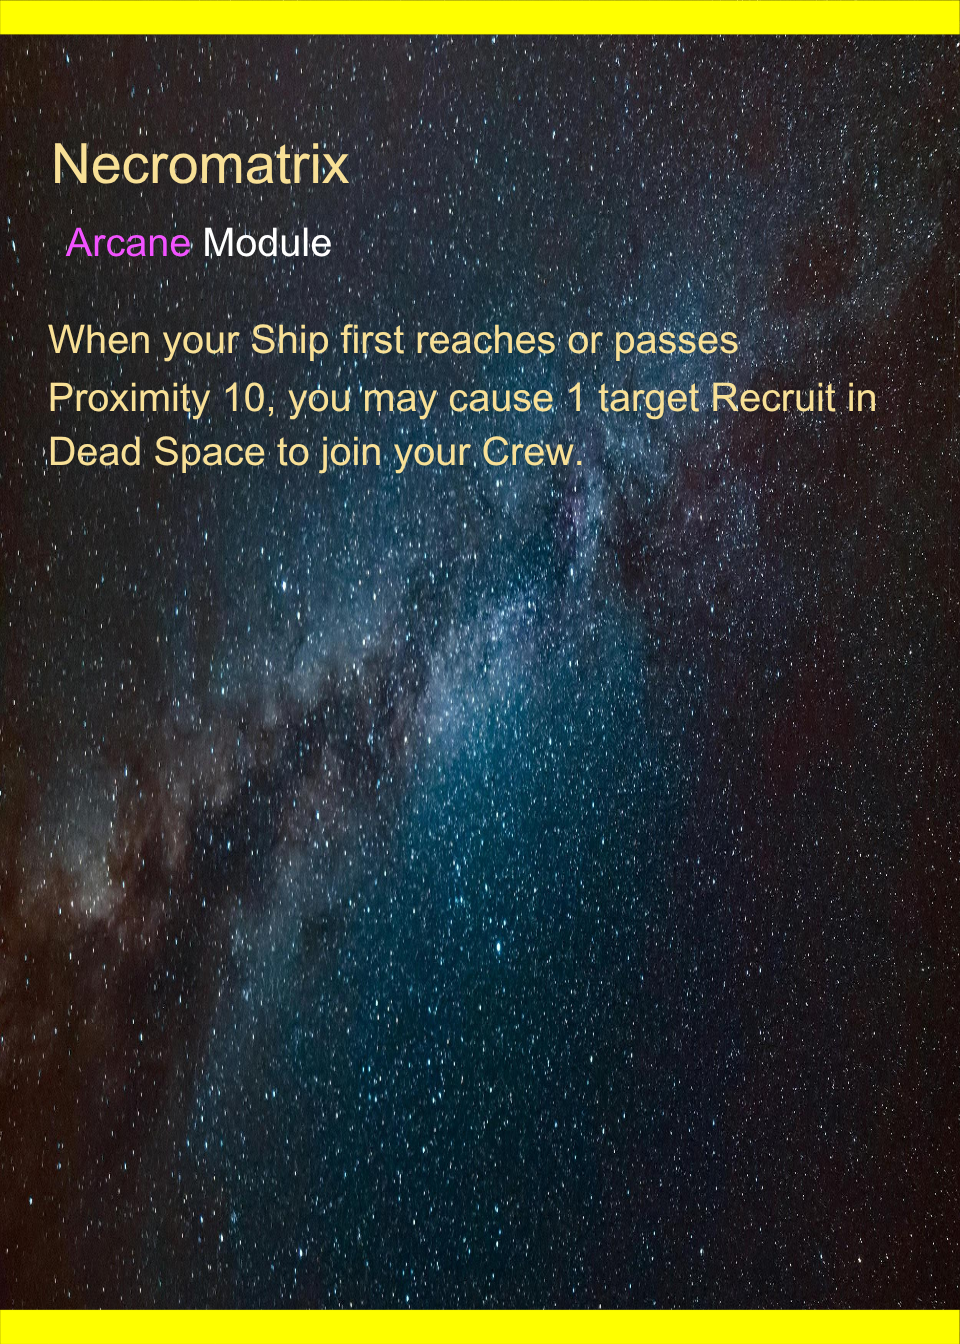 Necromatrix
Arcane Module
When your Ship first reaches or passes
Proximity 10, you may cause 1 target Recruit in
Dead Space to join your Crew.